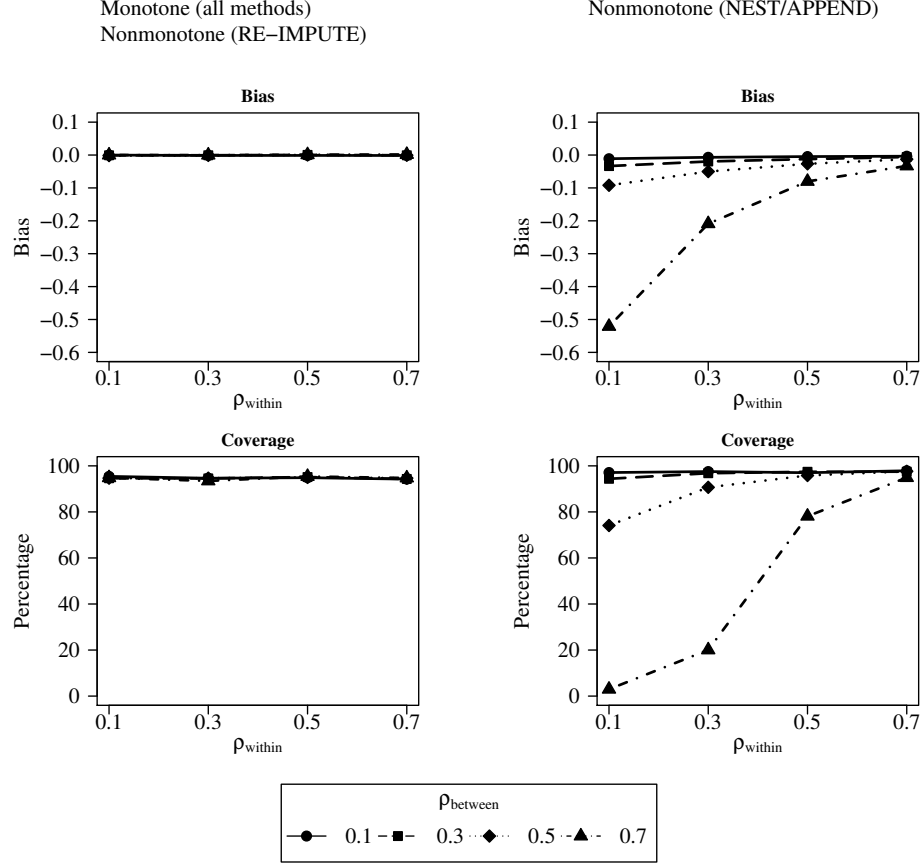 Monotone (all methods)
Nonmonotone (RE−IMPUTE)
Nonmonotone (NEST/APPEND)
Bias
Bias
0.1
0.0
−0.1
−0.2
−0.3
−0.4
−0.5
−0.6
0.1 0.3 0.5 0.7
ρwithin
Bias
Bias
0.1
0.0
−0.1
−0.2
−0.3
−0.4
−0.5
−0.6
0.1 0.3 0.5 0.7
ρwithin
Coverage
Percentage
100
80
60
40
20
0
0.1 0.3 0.5 0.7
ρwithin
Coverage
Percentage
100
80
60
40
20
0
0.1 0.3 0.5 0.7
ρwithin
ρbetween
0.1 0.3 0.5 0.7